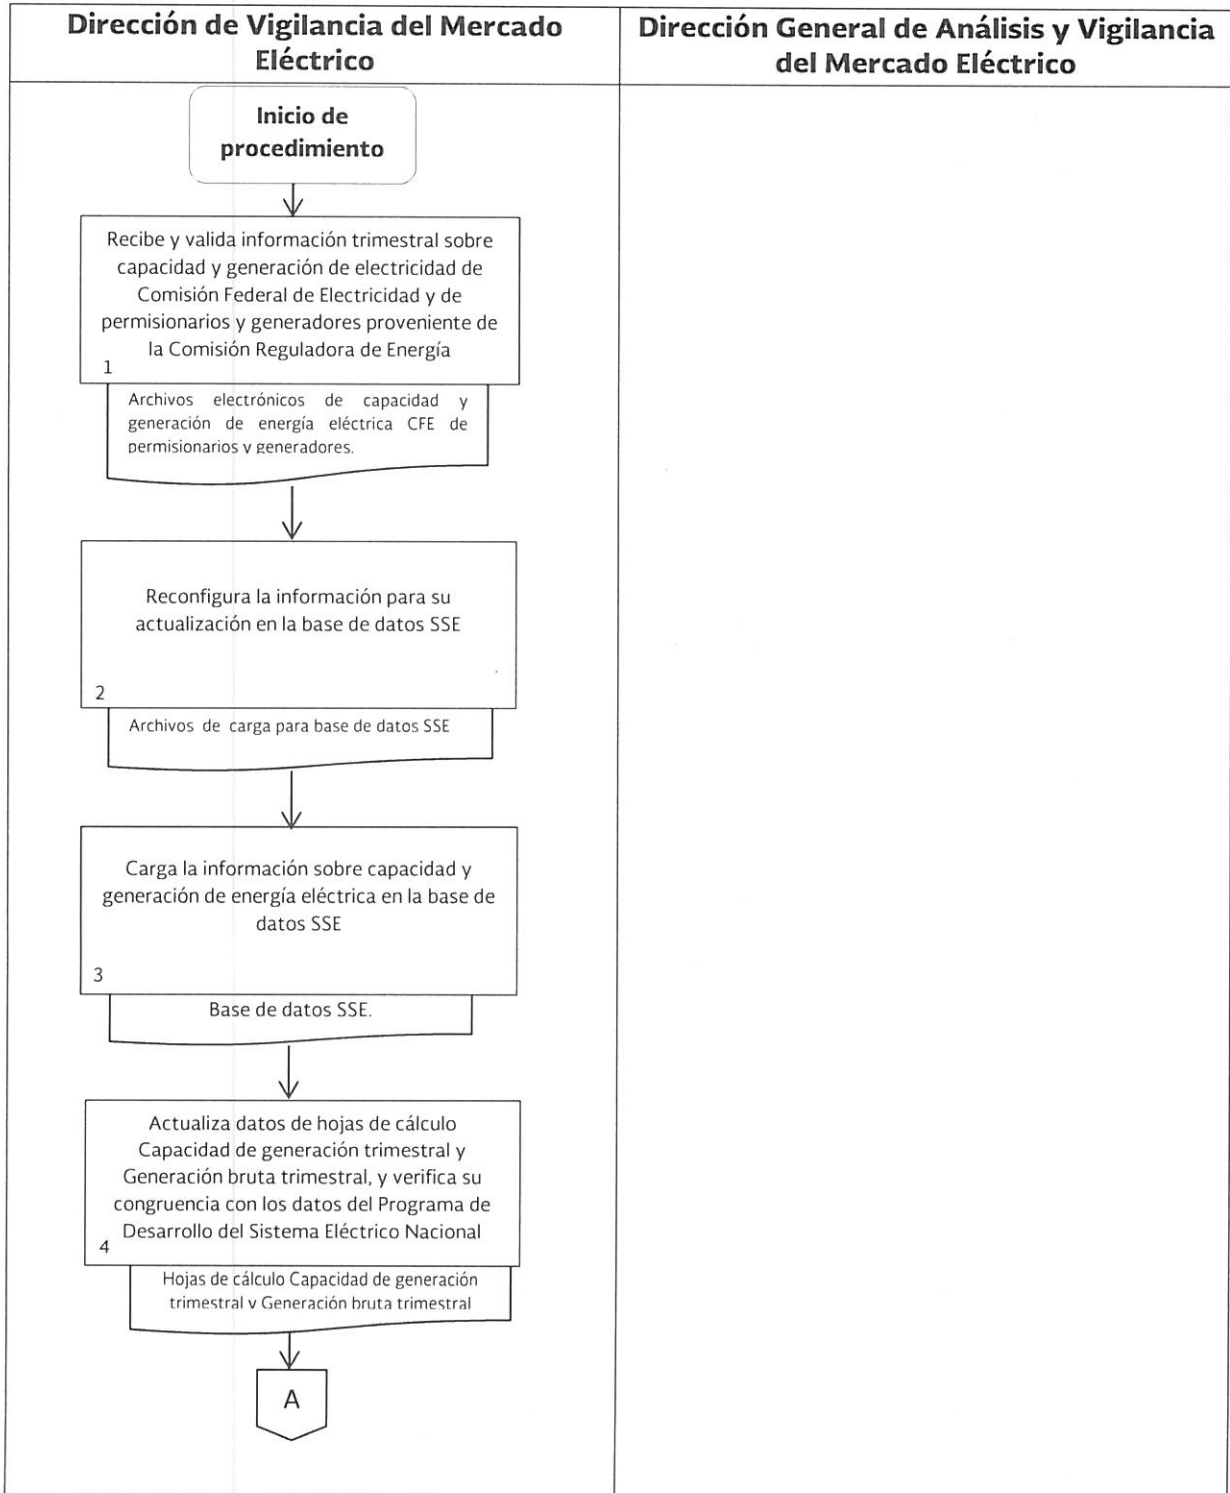 Dirección de Vigilancia del Mercado
Eléctrico
Dirección General de Análisis y Vigilancia
del Mercado Eléctrico
Inicio de
procedimiento
Recibe y valida información trimestral sobre
capacidad y generación de electricidad de
Comisión Federal de Electricidad y de
permisionarios y generadores proveniente de
la Comisión Reguladora de Energía
1
Archivos electrónicos de capacidad y
generación de energía eléctrica CFE de
permisionarios y generadores.
Reconfigura la información para su
actualización en la base de datos SSE
2
Archivos de carga para base de datos SSE
Carga la información sobre capacidad y
generación de energía eléctrica en la base de
datos SSE
3
Base de datos SSE.
Actualiza datos de hojas de cálculo
Capacidad de generación trimestral y
Generación bruta trimestral, y verifica su
congruencia con los datos del Programa de
Desarrollo del Sistema Eléctrico Nacional
4
Hojas de cálculo Capacidad de generación
trimestral y Generación bruta trimestral
A